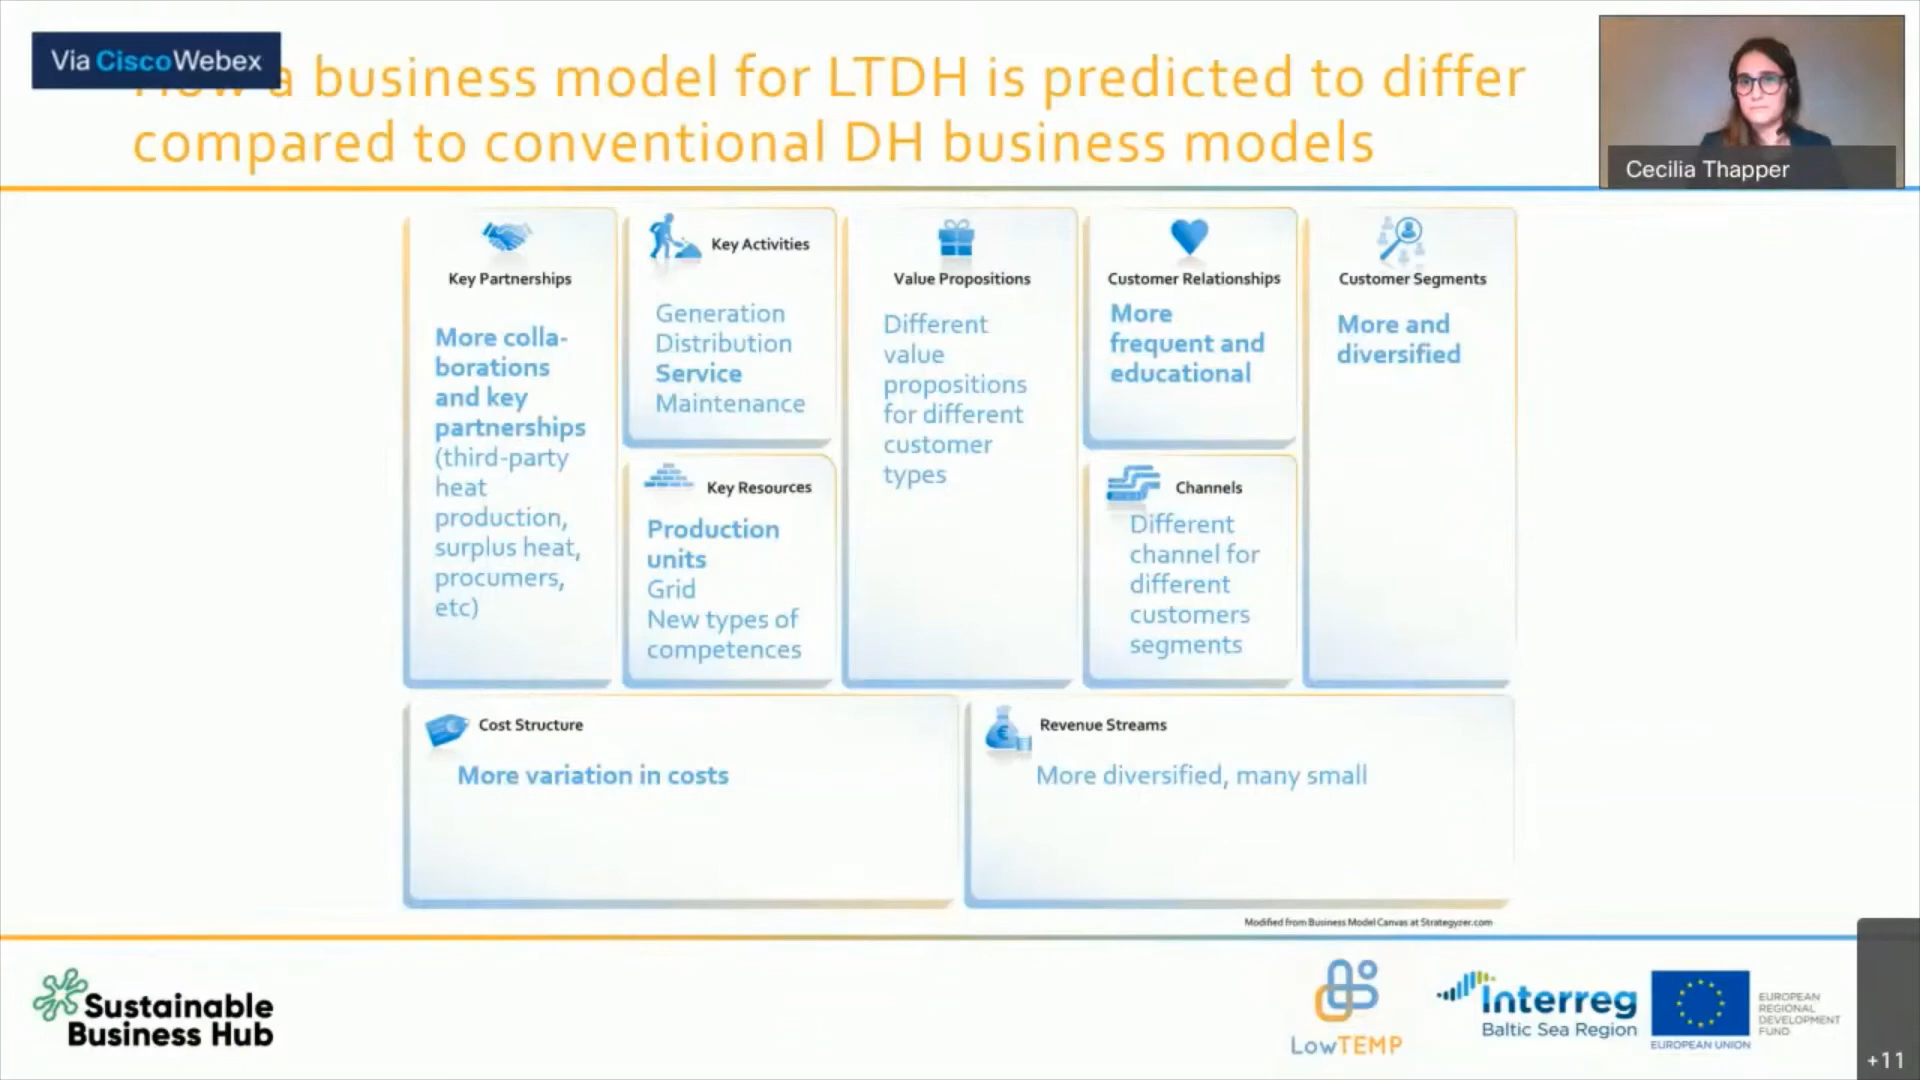 Via CiscoWebex
a business model for LTDH is predicted to differ
compared to conventional DH business models
Cecilia Thapper
Key Partnerships
More colla-
borations
and key
partnerships
(third-party
heat
production,
surplus heat,
procumers,
etc)
Key Activities
Generation
Distribution
Service
Maintenance
Key Resources
Production
units
Grid
New types of
competences
Value Propositions
Different
value
propositions
for different
customer
types
Customer Relationships
More
frequent and
educational
Channels
Different
channel for
different
customers
segments
Customer Segments
More and
diversified
Cost Structure
More variation in costs
Revenue Streams
More diversified, many small
Modified from Business Model Canvas at Strategyzer.com
Sustainable
Business Hub
LowTEMP
Interreg
Baltic Sea Region
EUROPEAN UNION
EUROPEAN
REGIONAL
DEVELOPMENT
FUND
+11